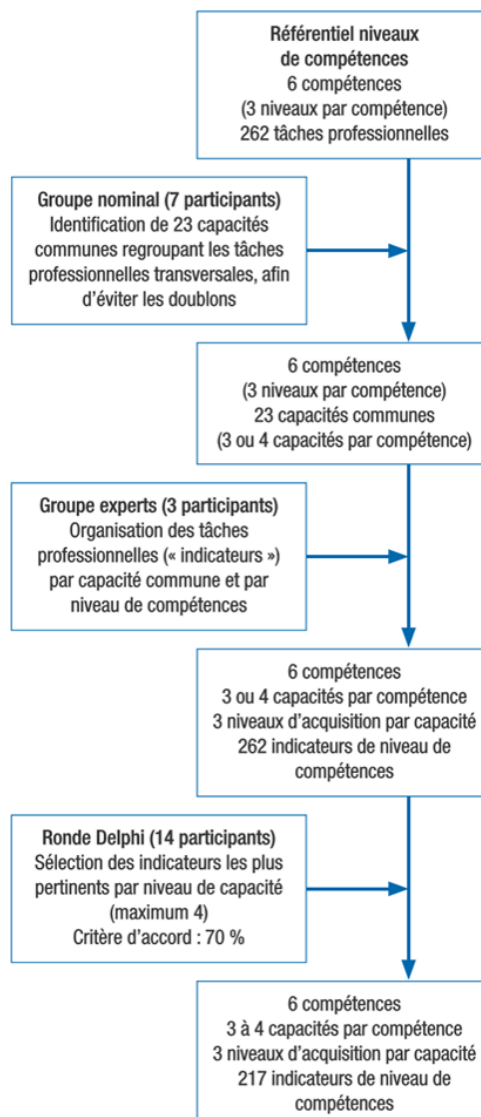 Référentiel niveaux
de compétences
6 compétences
(3 niveaux par compétence)
262 tâches professionnelles
Groupe nominal (7 participants)
Identification de 23 capacités
communes regroupant les tâches
professionnelles transversales, afin
d’éviter les doublons
6 compétences
(3 niveaux par compétence)
23 capacités communes
(3 ou 4 capacités par compétence)
Groupe experts (3 participants)
Organisation des tâches
professionnelles (« indicateurs »)
par capacité commune et par
niveau de compétences
6 compétences
3 ou 4 capacités par compétence
3 niveaux d’acquisition par capacité
262 indicateurs de niveau de
compétences
Ronde Delphi (14 participants)
Sélection des indicateurs les plus
pertinents par niveau de capacité
(maximum 4)
Critère d’accord : 70 %
6 compétences
3 à 4 capacités par compétence
3 niveaux d’acquisition par capacité
217 indicateurs de niveau de
compétences